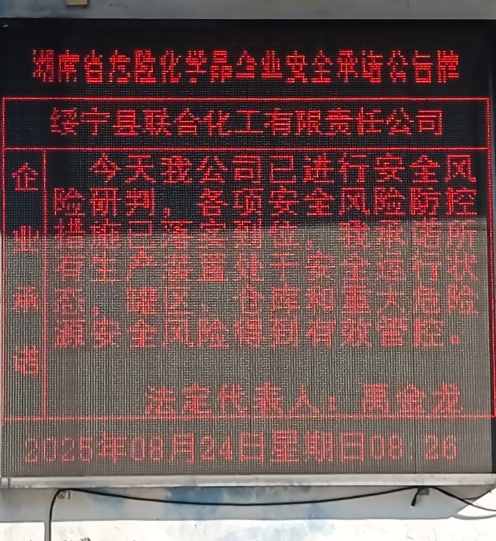 湖南省危险化学品企业安全承诺公告牌
绥宁县联合化工有限责任公司
企业承诺
今天我公司已进行安全风
险研判，各项安全风险防控
措施已落实到位，我承诺所
有生产装置处于安全运行状
态，罐区、仓库和重大危险
源安全风险得到有效管控。
法定代表人：禹金龙
2025年08月24日星期日08:26